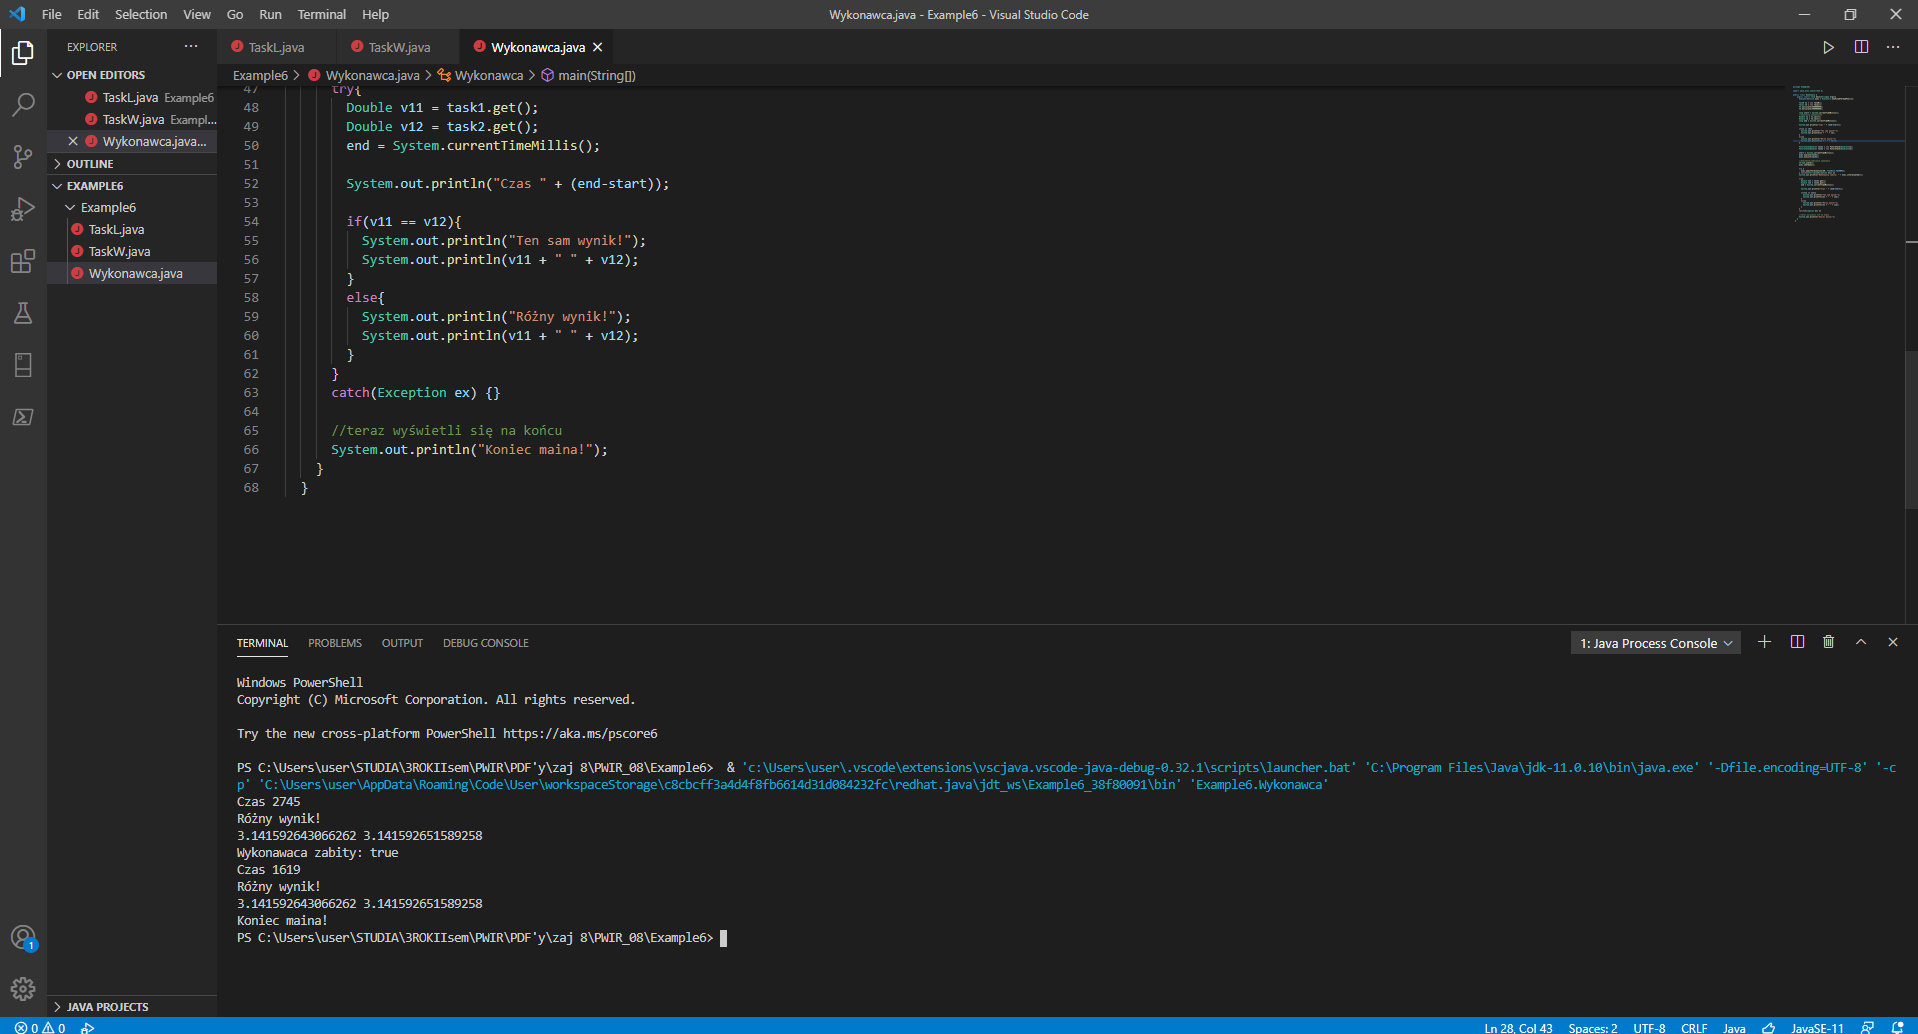 File Edit Selection View Go Run Terminal Help
Wykonawca.java - Example6 - Visual Studio Code
EXPLORER
TaskL.java
TaskW.java
Wykonawca.java
OPEN EDITORS
TaskL.java Example6
TaskW.java Exampl...
Wykonawca.java...
OUTLINE
EXAMPLE6
Example6
TaskL.java
TaskW.java
Wykonawca.java
JAVA PROJECTS
Example6 > Wykonawca.java > Wykonawca > main(String[])
47 try{
48 Double v11 = task1.get();
49 Double v12 = task2.get();
50 end = System.currentTimeMillis();
51
52 System.out.println("Czas " + (end-start));
53
54 if(v11 == v12){
55 System.out.println("Ten sam wynik!");
56 System.out.println(v11 + " " + v12);
57 }
58 else{
59 System.out.println("Różny wynik!");
60 System.out.println(v11 + " " + v12);
61 }
62 }
63 catch(Exception ex) {}
64
65 //teraz wyświetli się na końcu
66 System.out.println("Koniec maina!");
67 }
68 }
TERMINAL PROBLEMS OUTPUT DEBUG CONSOLE
1: Java Process Console
Windows PowerShell
Copyright (C) Microsoft Corporation. All rights reserved.
Try the new cross-platform PowerShell https://aka.ms/pscore6
PS C:\Users\user\STUDIA\3ROKIIsem\PWIR\PDF'y\zaj 8\PWIR_08\Example6>  & 'c:\Users\user\.vscode\extensions\vscjava.vscode-java-debug-0.32.1\scripts\launcher.bat' 'C:\Program Files\Java\jdk-11.0.10\bin\java.exe' '-Dfile.encoding=UTF-8' '-c
p' 'C:\Users\user\AppData\Roaming\Code\User\workspaceStorage\c8cbcff3a4d4f8fb6614d31d084232fc\redhat.java\jdt_ws\Example6_38f80091\bin' 'Example6.Wykonawca'
Czas 2745
Różny wynik!
3.141592643066262 3.141592651589258
Wykonawaca zabity: true
Czas 1619
Różny wynik!
3.141592643066262 3.141592651589258
Koniec maina!
PS C:\Users\user\STUDIA\3ROKIIsem\PWIR\PDF'y\zaj 8\PWIR_08\Example6>
1
0 0
Ln 28, Col 43 Spaces: 2 UTF-8 CRLF Java JavaSE-11